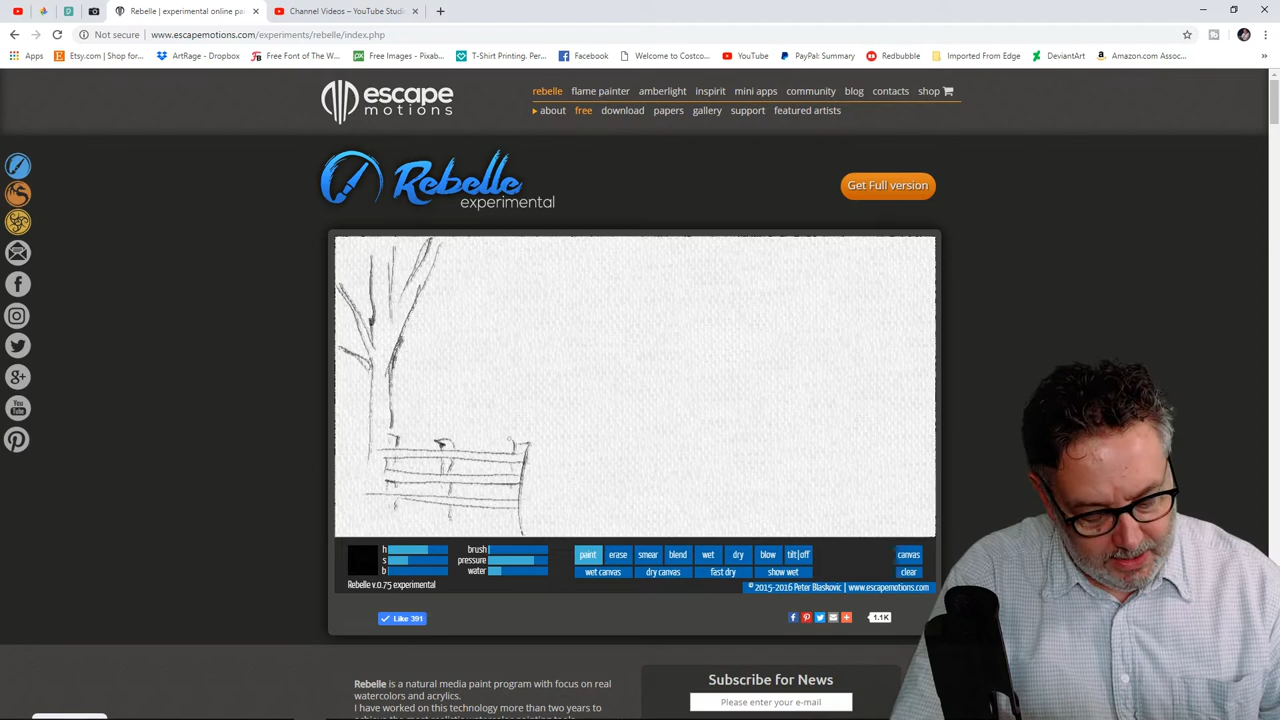 Rebelle | experimental online pa
Channel Videos - YouTube Studi
Not secure
www.escapemotions.com/experiments/rebelle/index.php
Apps
Etsy.com | Shop for...
ArtRage - Dropbox
Free Font of The W...
Free Images - Pixab...
T-Shirt Printing. Per...
Facebook
Welcome to Costco...
YouTube
PayPal: Summary
Redbubble
Imported From Edge
DeviantArt
Amazon.com Assoc...
escape
motions
rebelle flame painter amberlight inspirit mini apps community blog contacts shop
about free download papers gallery support featured artists
Rebelle
experimental
Get Full version
h
s
b
brush
pressure
water
paint erase smear blend wet dry blow tilt|off
canvas
wet canvas dry canvas fast dry show wet
clear
Rebelle v.0.75 experimental
© 2015-2016 Peter Blaskovic | www.escapemotions.com
Like 391
1.1K
Rebelle is a natural media paint program with focus on real
watercolors and acrylics.
I have worked on this technology more than two years to
Subscribe for News
Please enter your e-mail